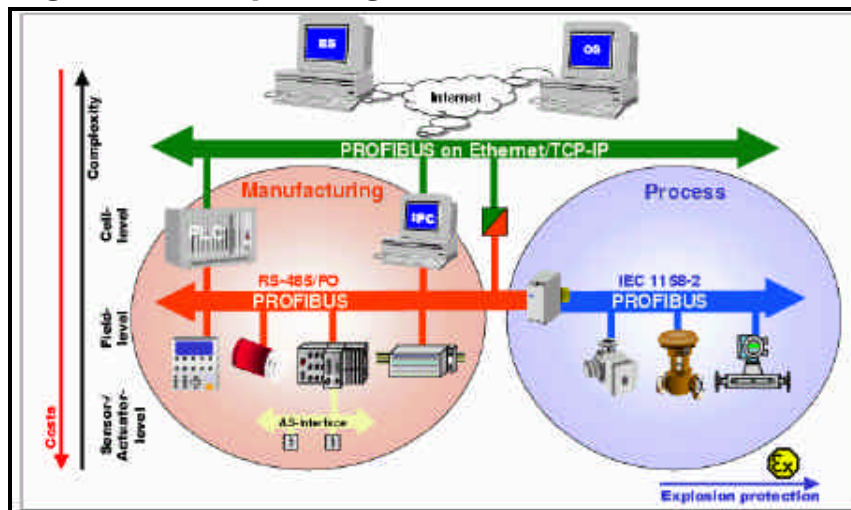 ES
OS
Internet
PROFIBUS on Ethernet/TCP-IP
Complexity
Costs
Cell-
level
Field-
level
Sensor-/
Actuator-
level
Manufacturing
Process
PLC
IPC
RS-485/FO
PROFIBUS
IEC 1158-2
PROFIBUS
AS-Interface
Ex
Explosion protection